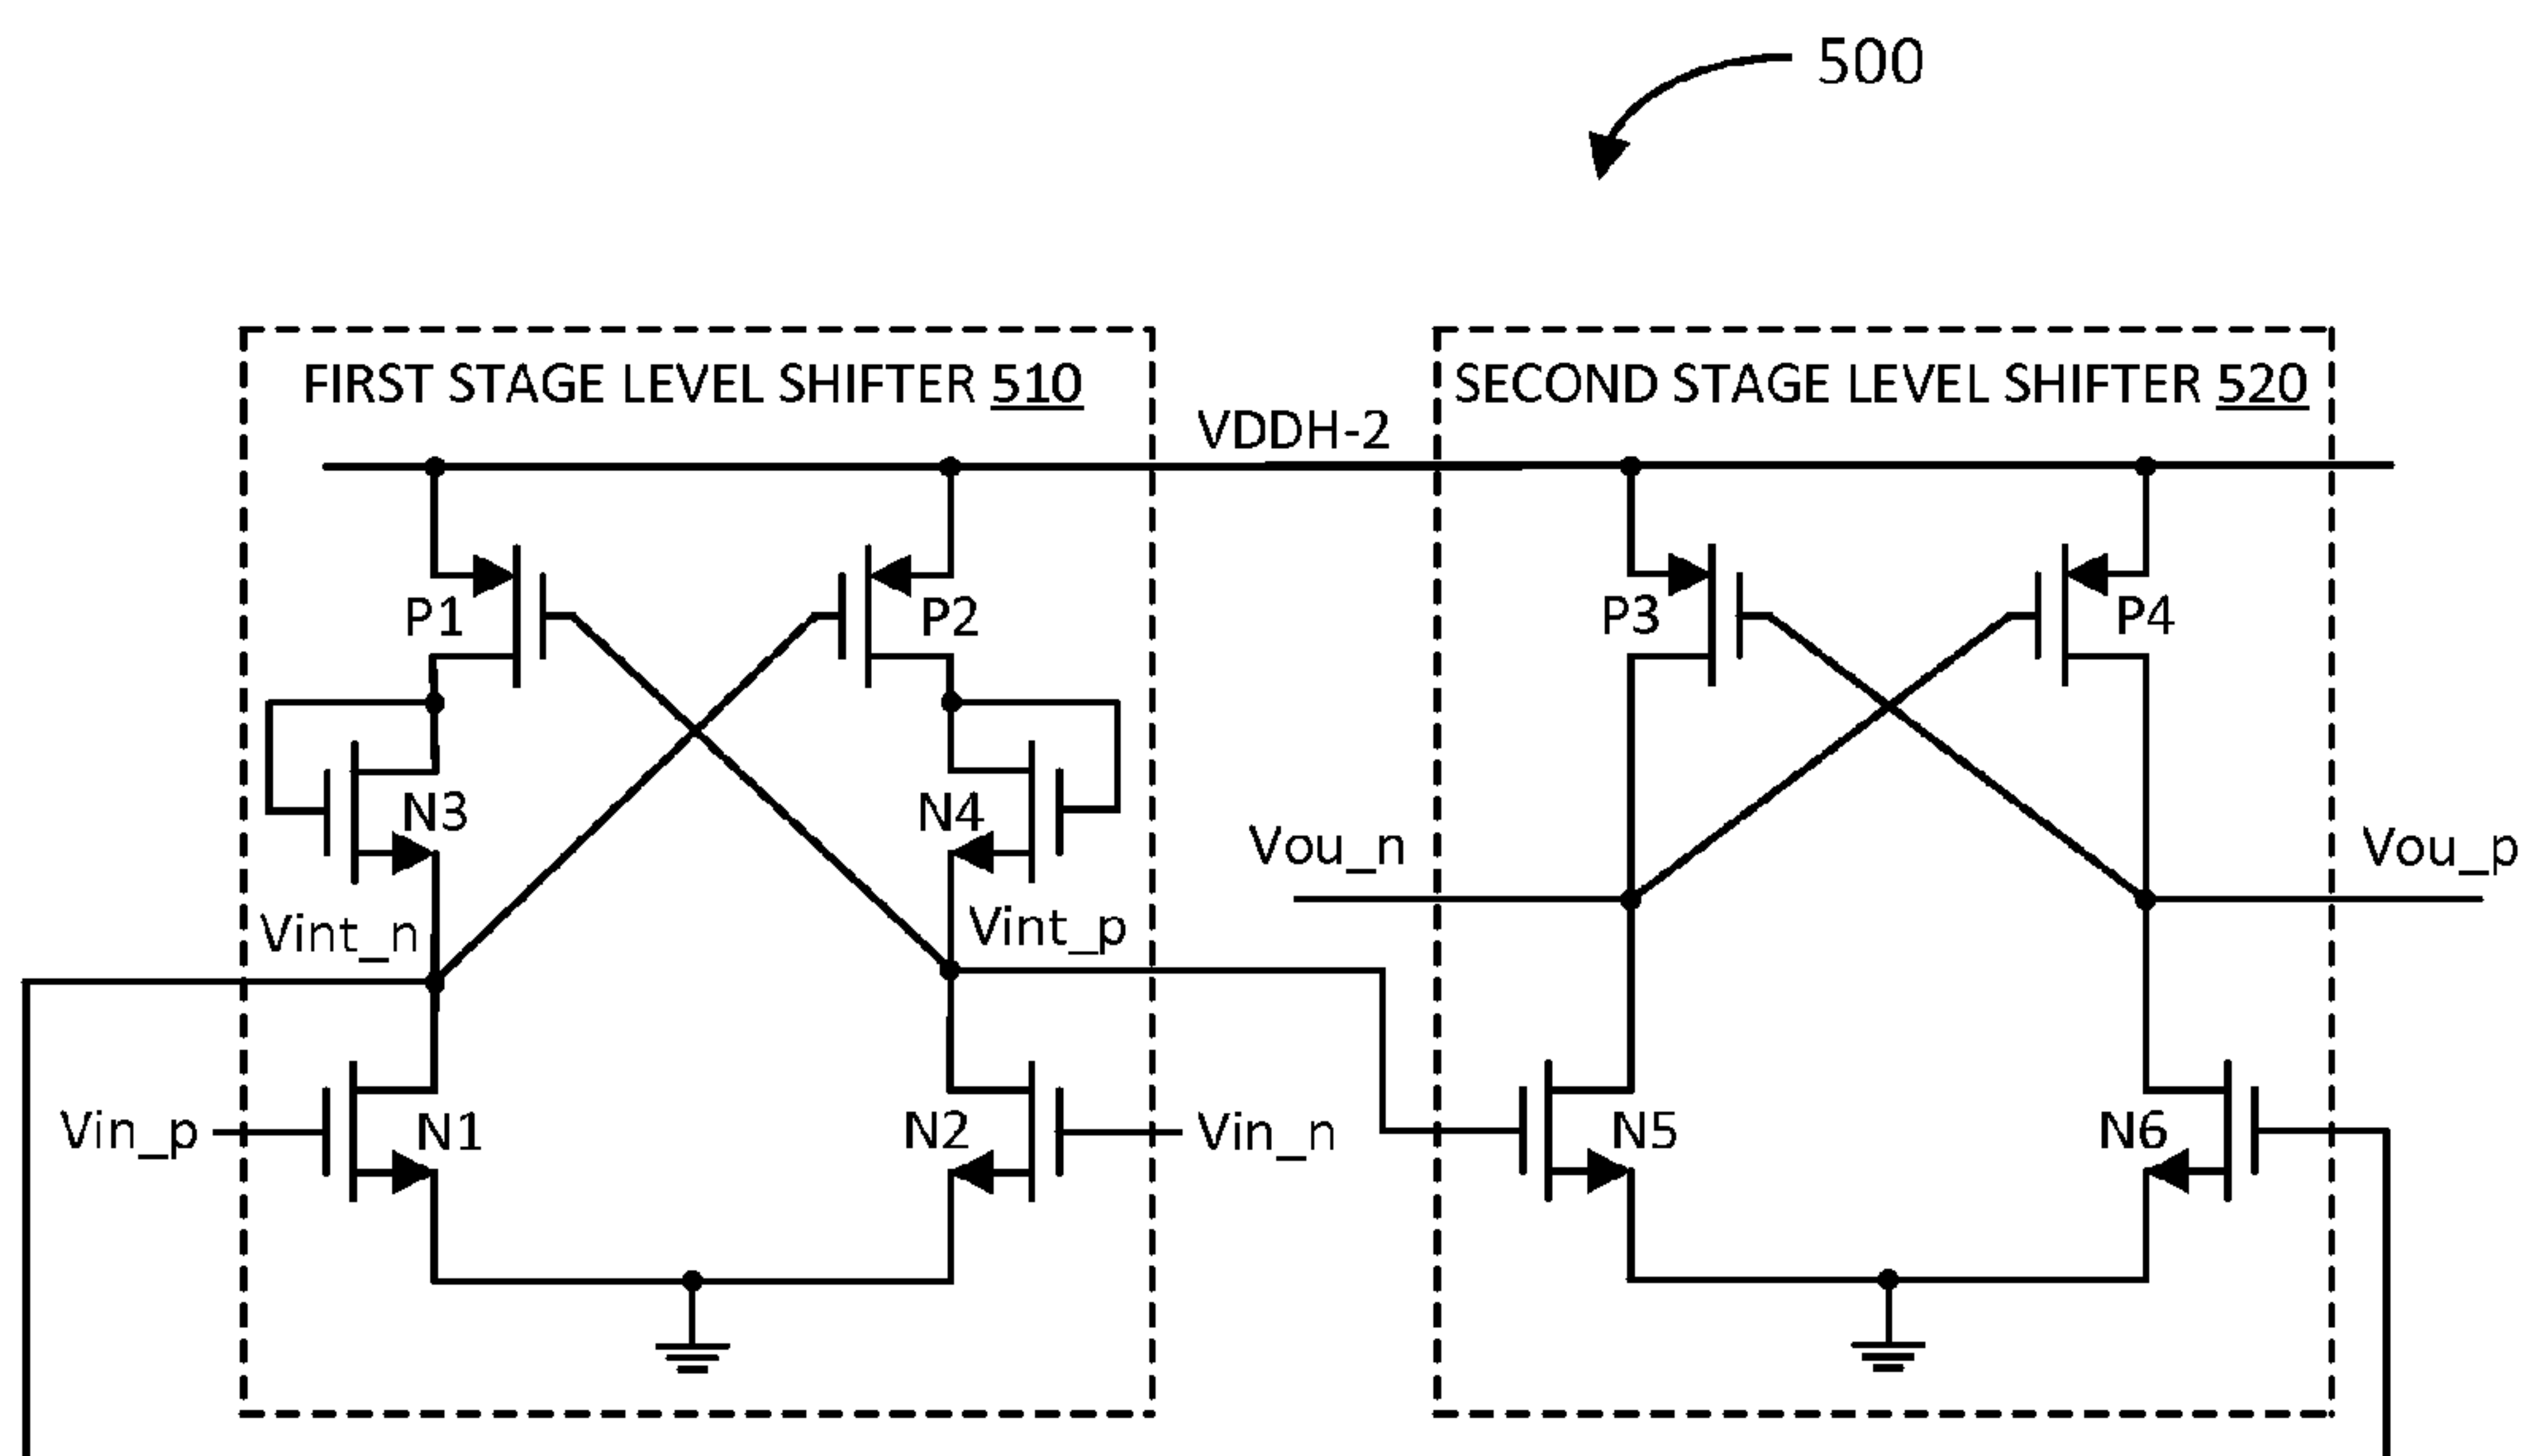 500
FIRST STAGE LEVEL SHIFTER 510
SECOND STAGE LEVEL SHIFTER 520
VDDH-2
P1
P2
P3
P4
N3
N4
Vou_n
Vou_p
Vint_n
Vint_p
Vin_p
N1
N2
Vin_n
N5
N6